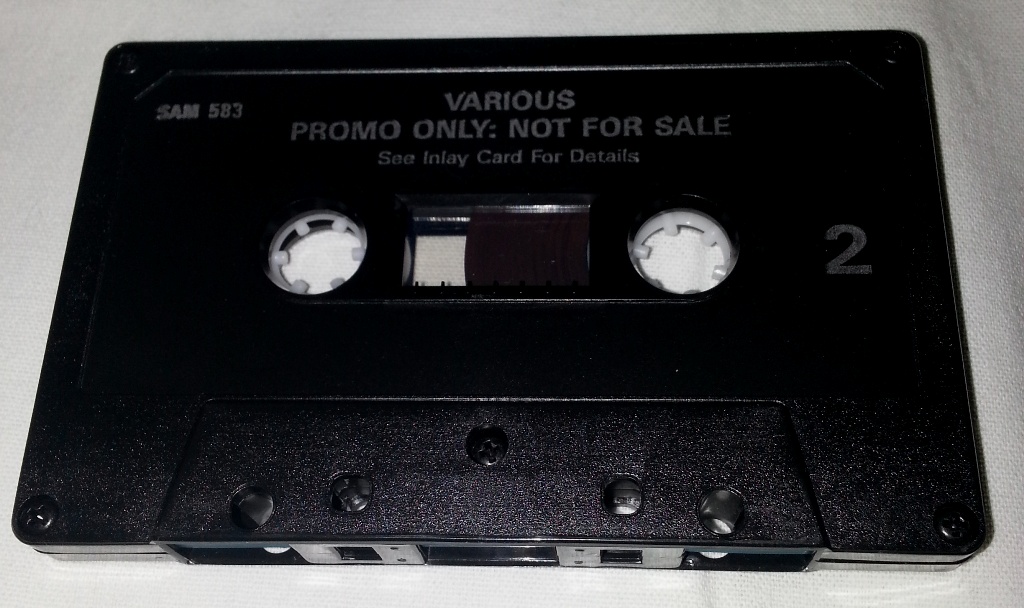 SAM 583
VARIOUS
PROMO ONLY: NOT FOR SALE
See Inlay Card For Details
2